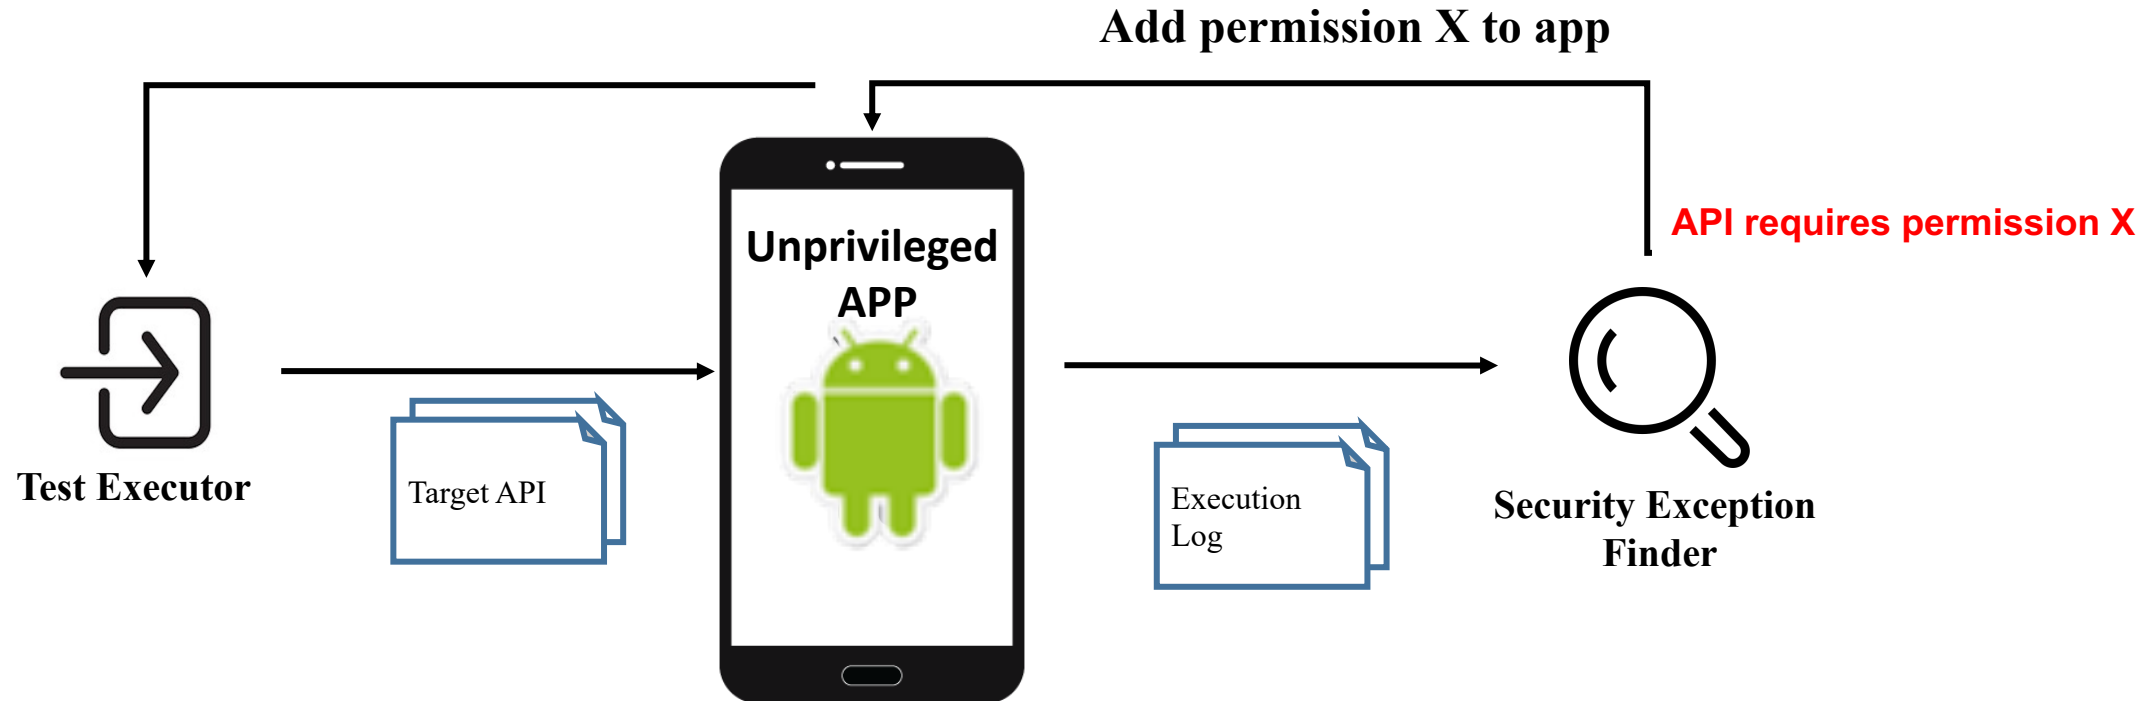 Add permission X to app
API requires permission X
Unprivileged
APP
Test Executor
Target API
Execution
Log
Security Exception
Finder